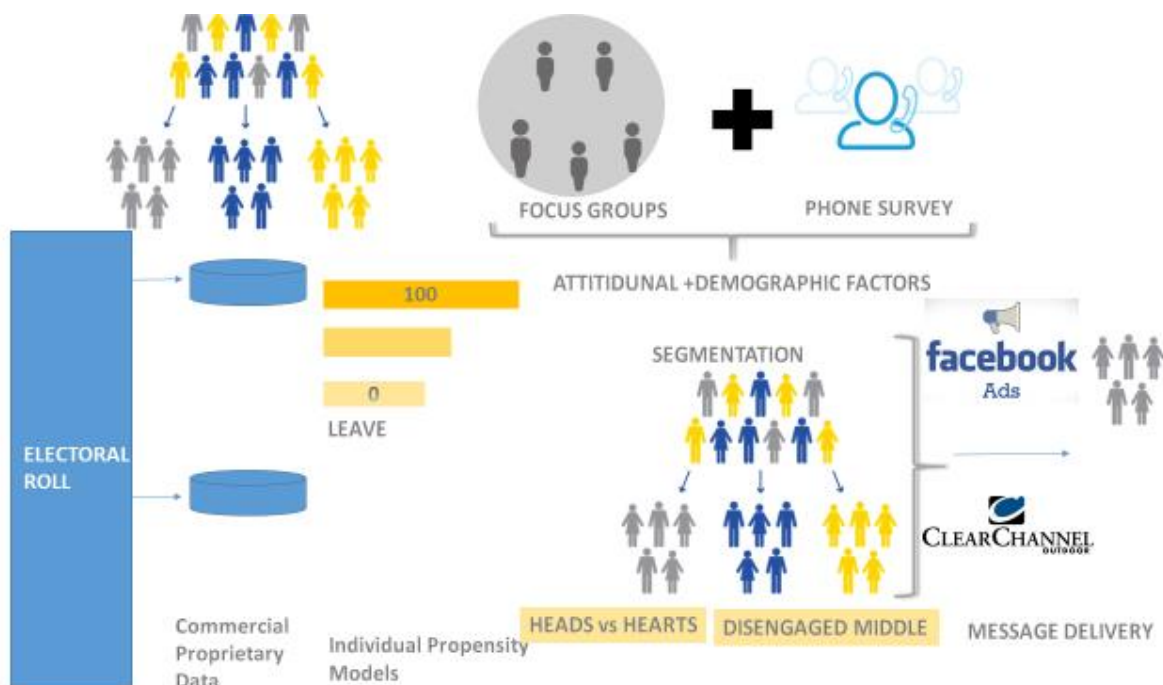 FOCUS GROUPS
PHONE SURVEY
ATTITIDUNAL +DEMOGRAPHIC FACTORS
100
0
LEAVE
ELECTORAL
ROLL
SEGMENTATION
facebook
Ads
CLEARCHANNEL
OUTDOOR
HEADS vs HEARTS
DISENGAGED MIDDLE
MESSAGE DELIVERY
Commercial
Proprietary
Data
Individual Propensity
Models